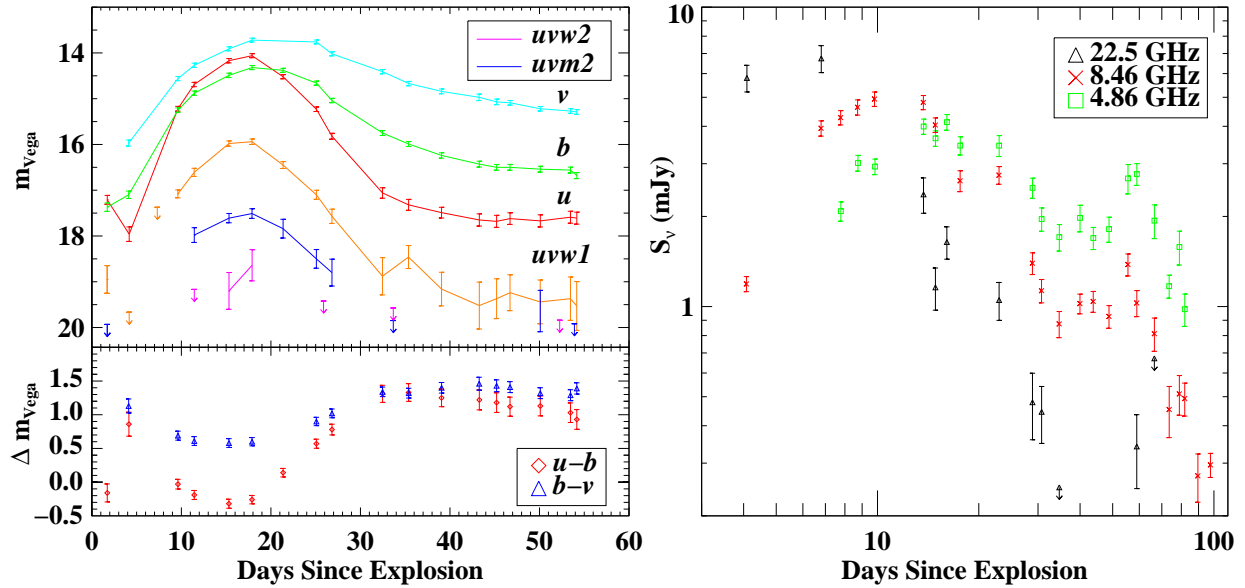 14
16
18
20
m_Vega
uvw2
uvm2
v
b
u
uvw1
1.5
1.0
0.5
0.0
−0.5
Δ m_Vega
u−b
b−v
0 10 20 30 40 50 60
Days Since Explosion
10
1
S_ν (mJy)
22.5 GHz
8.46 GHz
4.86 GHz
10 100
Days Since Explosion